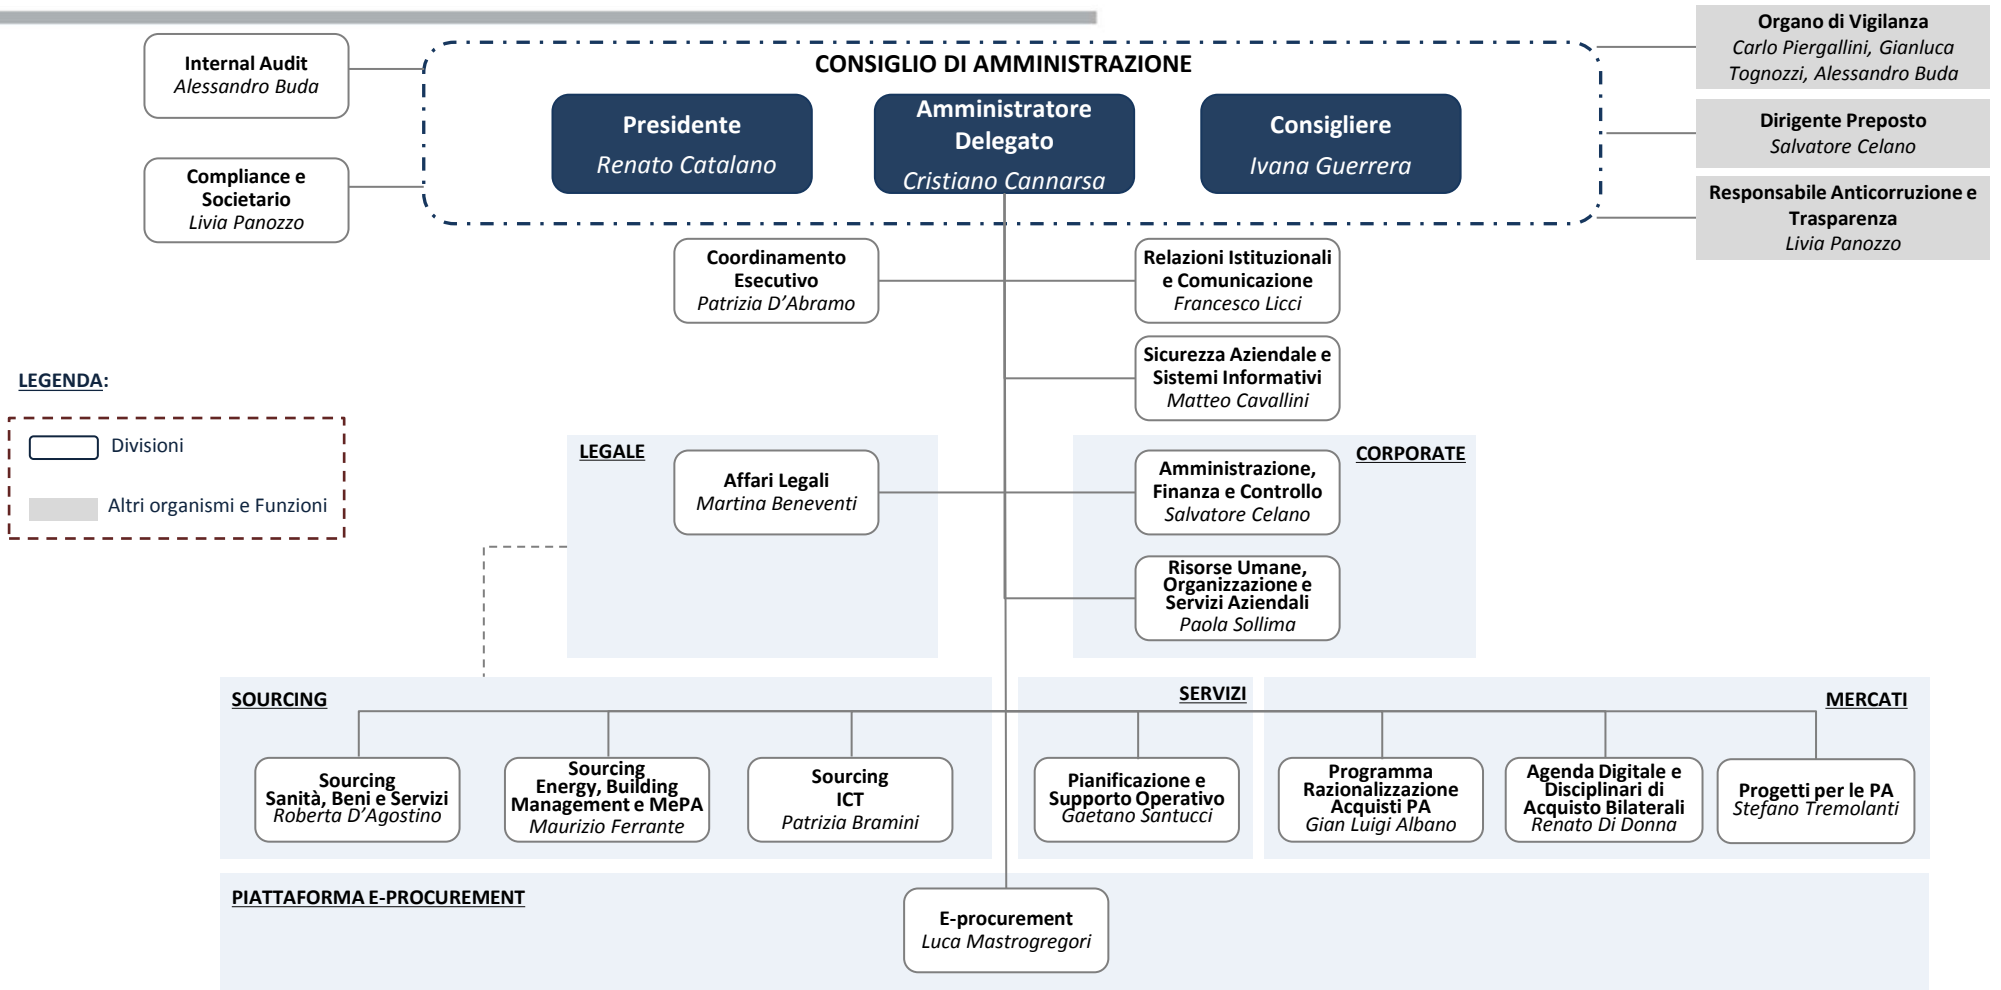 CONSIGLIO DI AMMINISTRAZIONE
Internal Audit
Alessandro Buda
Compliance e
Societario
Livia Panozzo
Presidente
Renato Catalano
Amministratore
Delegato
Cristiano Cannarsa
Consigliere
Ivana Guerrera
Organo di Vigilanza
Carlo Piergallini, Gianluca
Tognozzi, Alessandro Buda
Dirigente Preposto
Salvatore Celano
Responsabile Anticorruzione e
Trasparenza
Livia Panozzo
Coordinamento
Esecutivo
Patrizia D’Abramo
Relazioni Istituzionali
e Comunicazione
Francesco Licci
Sicurezza Aziendale e
Sistemi Informativi
Matteo Cavallini
LEGENDA:
Divisioni
Altri organismi e Funzioni
LEGALE
Affari Legali
Martina Beneventi
CORPORATE
Amministrazione,
Finanza e Controllo
Salvatore Celano
Risorse Umane,
Organizzazione e
Servizi Aziendali
Paola Sollima
SOURCING
Sourcing
Sanità, Beni e Servizi
Roberta D’Agostino
Sourcing
Energy, Building
Management e MePA
Maurizio Ferrante
Sourcing
ICT
Patrizia Bramini
SERVIZI
Pianificazione e
Supporto Operativo
Gaetano Santucci
MERCATI
Programma
Razionalizzazione
Acquisti PA
Gian Luigi Albano
Agenda Digitale e
Disciplinari di
Acquisto Bilaterali
Renato Di Donna
Progetti per le PA
Stefano Tremolanti
PIATTAFORMA E-PROCUREMENT
E-procurement
Luca Mastrogregori